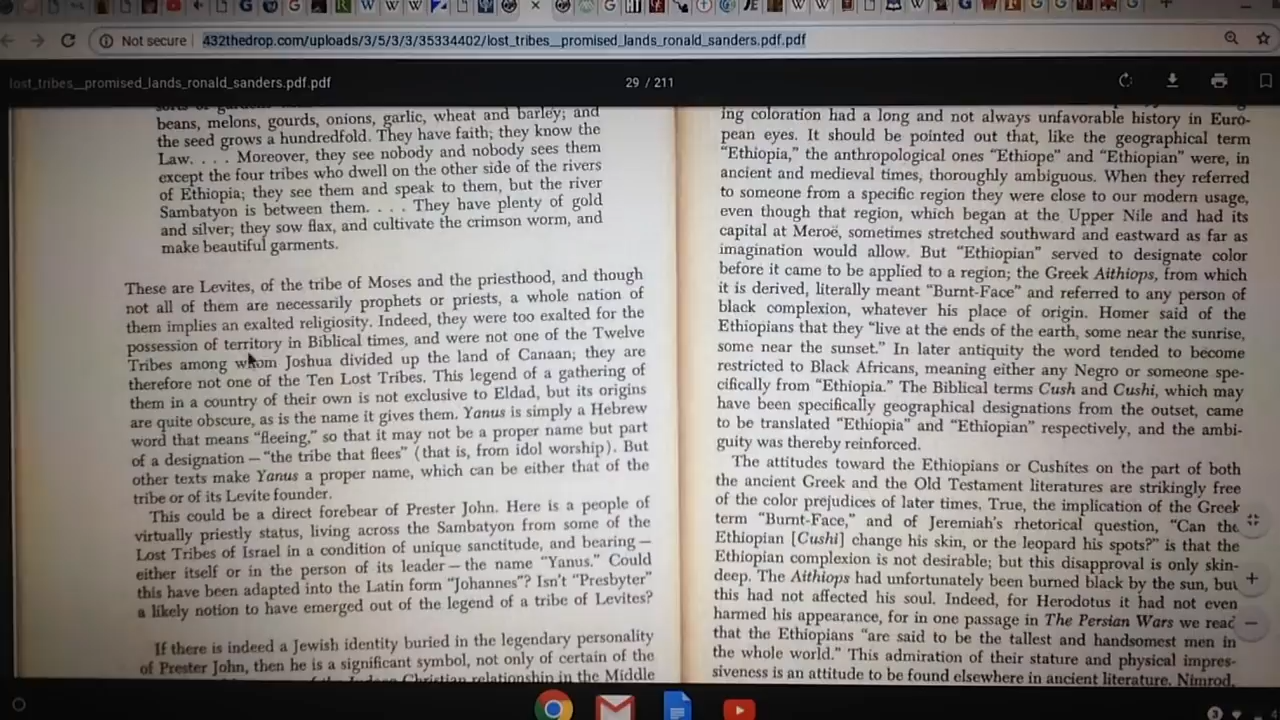 Not secure
432thedrop.com/uploads/3/5/3/3/35334402/lost_tribes__promised_lands_ronald_sanders.pdf.pdf
lost_tribes__promised_lands_ronald_sanders.pdf.pdf
29 / 211
beans, melons, gourds, onions, garlic, wheat and barley; and
the seed grows a hundredfold. They have faith; they know the
Law. . . . Moreover, they see nobody and nobody sees them
except the four tribes who dwell on the other side of the rivers
of Ethiopia; they see them and speak to them, but the river
Sambatyon is between them. . . . They have plenty of gold
and silver; they sow flax, and cultivate the crimson worm, and
make beautiful garments.
These are Levites, of the tribe of Moses and the priesthood, and though
not all of them are necessarily prophets or priests, a whole nation of
them implies an exalted religiosity. Indeed, they were too exalted for the
possession of territory in Biblical times, and were not one of the Twelve
Tribes among whom Joshua divided up the land of Canaan; they are
therefore not one of the Ten Lost Tribes. This legend of a gathering of
them in a country of their own is not exclusive to Eldad, but its origins
are quite obscure, as is the name it gives them. Yanus is simply a Hebrew
word that means “fleeing,” so that it may not be a proper name but part
of a designation—“the tribe that flees” (that is, from idol worship). But
other texts make Yanus a proper name, which can be either that of the
tribe or of its Levite founder.
This could be a direct forebear of Prester John. Here is a people of
virtually priestly status, living across the Sambatyon from some of the
Lost Tribes of Israel in a condition of unique sanctitude, and bearing—
either itself or in the person of its leader—the name “Yanus.” Could
this have been adapted into the Latin form “Johannes”? Isn’t “Presbyter”
a likely notion to have emerged out of the legend of a tribe of Levites?
If there is indeed a Jewish identity buried in the legendary personality
of Prester John, then he is a significant symbol, not only of certain of the
Christian relationship in the Middle
ing coloration had a long and not always unfavorable history in Euro-
pean eyes. It should be pointed out that, like the geographical term
“Ethiopia,” the anthropological ones “Ethiope” and “Ethiopian” were, in
ancient and medieval times, thoroughly ambiguous. When they referred
to someone from a specific region they were close to our modern usage,
even though that region, which began at the Upper Nile and had its
capital at Meroë, sometimes stretched southward and eastward as far as
imagination would allow. But “Ethiopian” served to designate color
before it came to be applied to a region; the Greek Aithiops, from which
it is derived, literally meant “Burnt-Face” and referred to any person of
black complexion, whatever his place of origin. Homer said of the
Ethiopians that they “live at the ends of the earth, some near the sunrise,
some near the sunset.” In later antiquity the word tended to become
restricted to Black Africans, meaning either any Negro or someone spe-
cifically from “Ethiopia.” The Biblical terms Cush and Cushi, which may
have been specifically geographical designations from the outset, came
to be translated “Ethiopia” and “Ethiopian” respectively, and the ambi-
guity was thereby reinforced.
The attitudes toward the Ethiopians or Cushites on the part of both
the ancient Greek and the Old Testament literatures are strikingly free
of the color prejudices of later times, True, the implication of the Greek
term “Burnt-Face,” and of Jeremiah’s rhetorical question, “Can the
Ethiopian [Cushi] change his skin, or the leopard his spots?” is that the
Ethiopian complexion is not desirable; but this disapproval is only skin-
deep. The Aithiops had unfortunately been burned black by the sun, but
this had not affected his soul. Indeed, for Herodotus it had not even
harmed his appearance, for in one passage in The Persian Wars we read
that the Ethiopians “are said to be the tallest and handsomest men in
the whole world.” This admiration of their stature and physical impres-
siveness is an attitude to be found elsewhere in ancient literature. Nimrod,